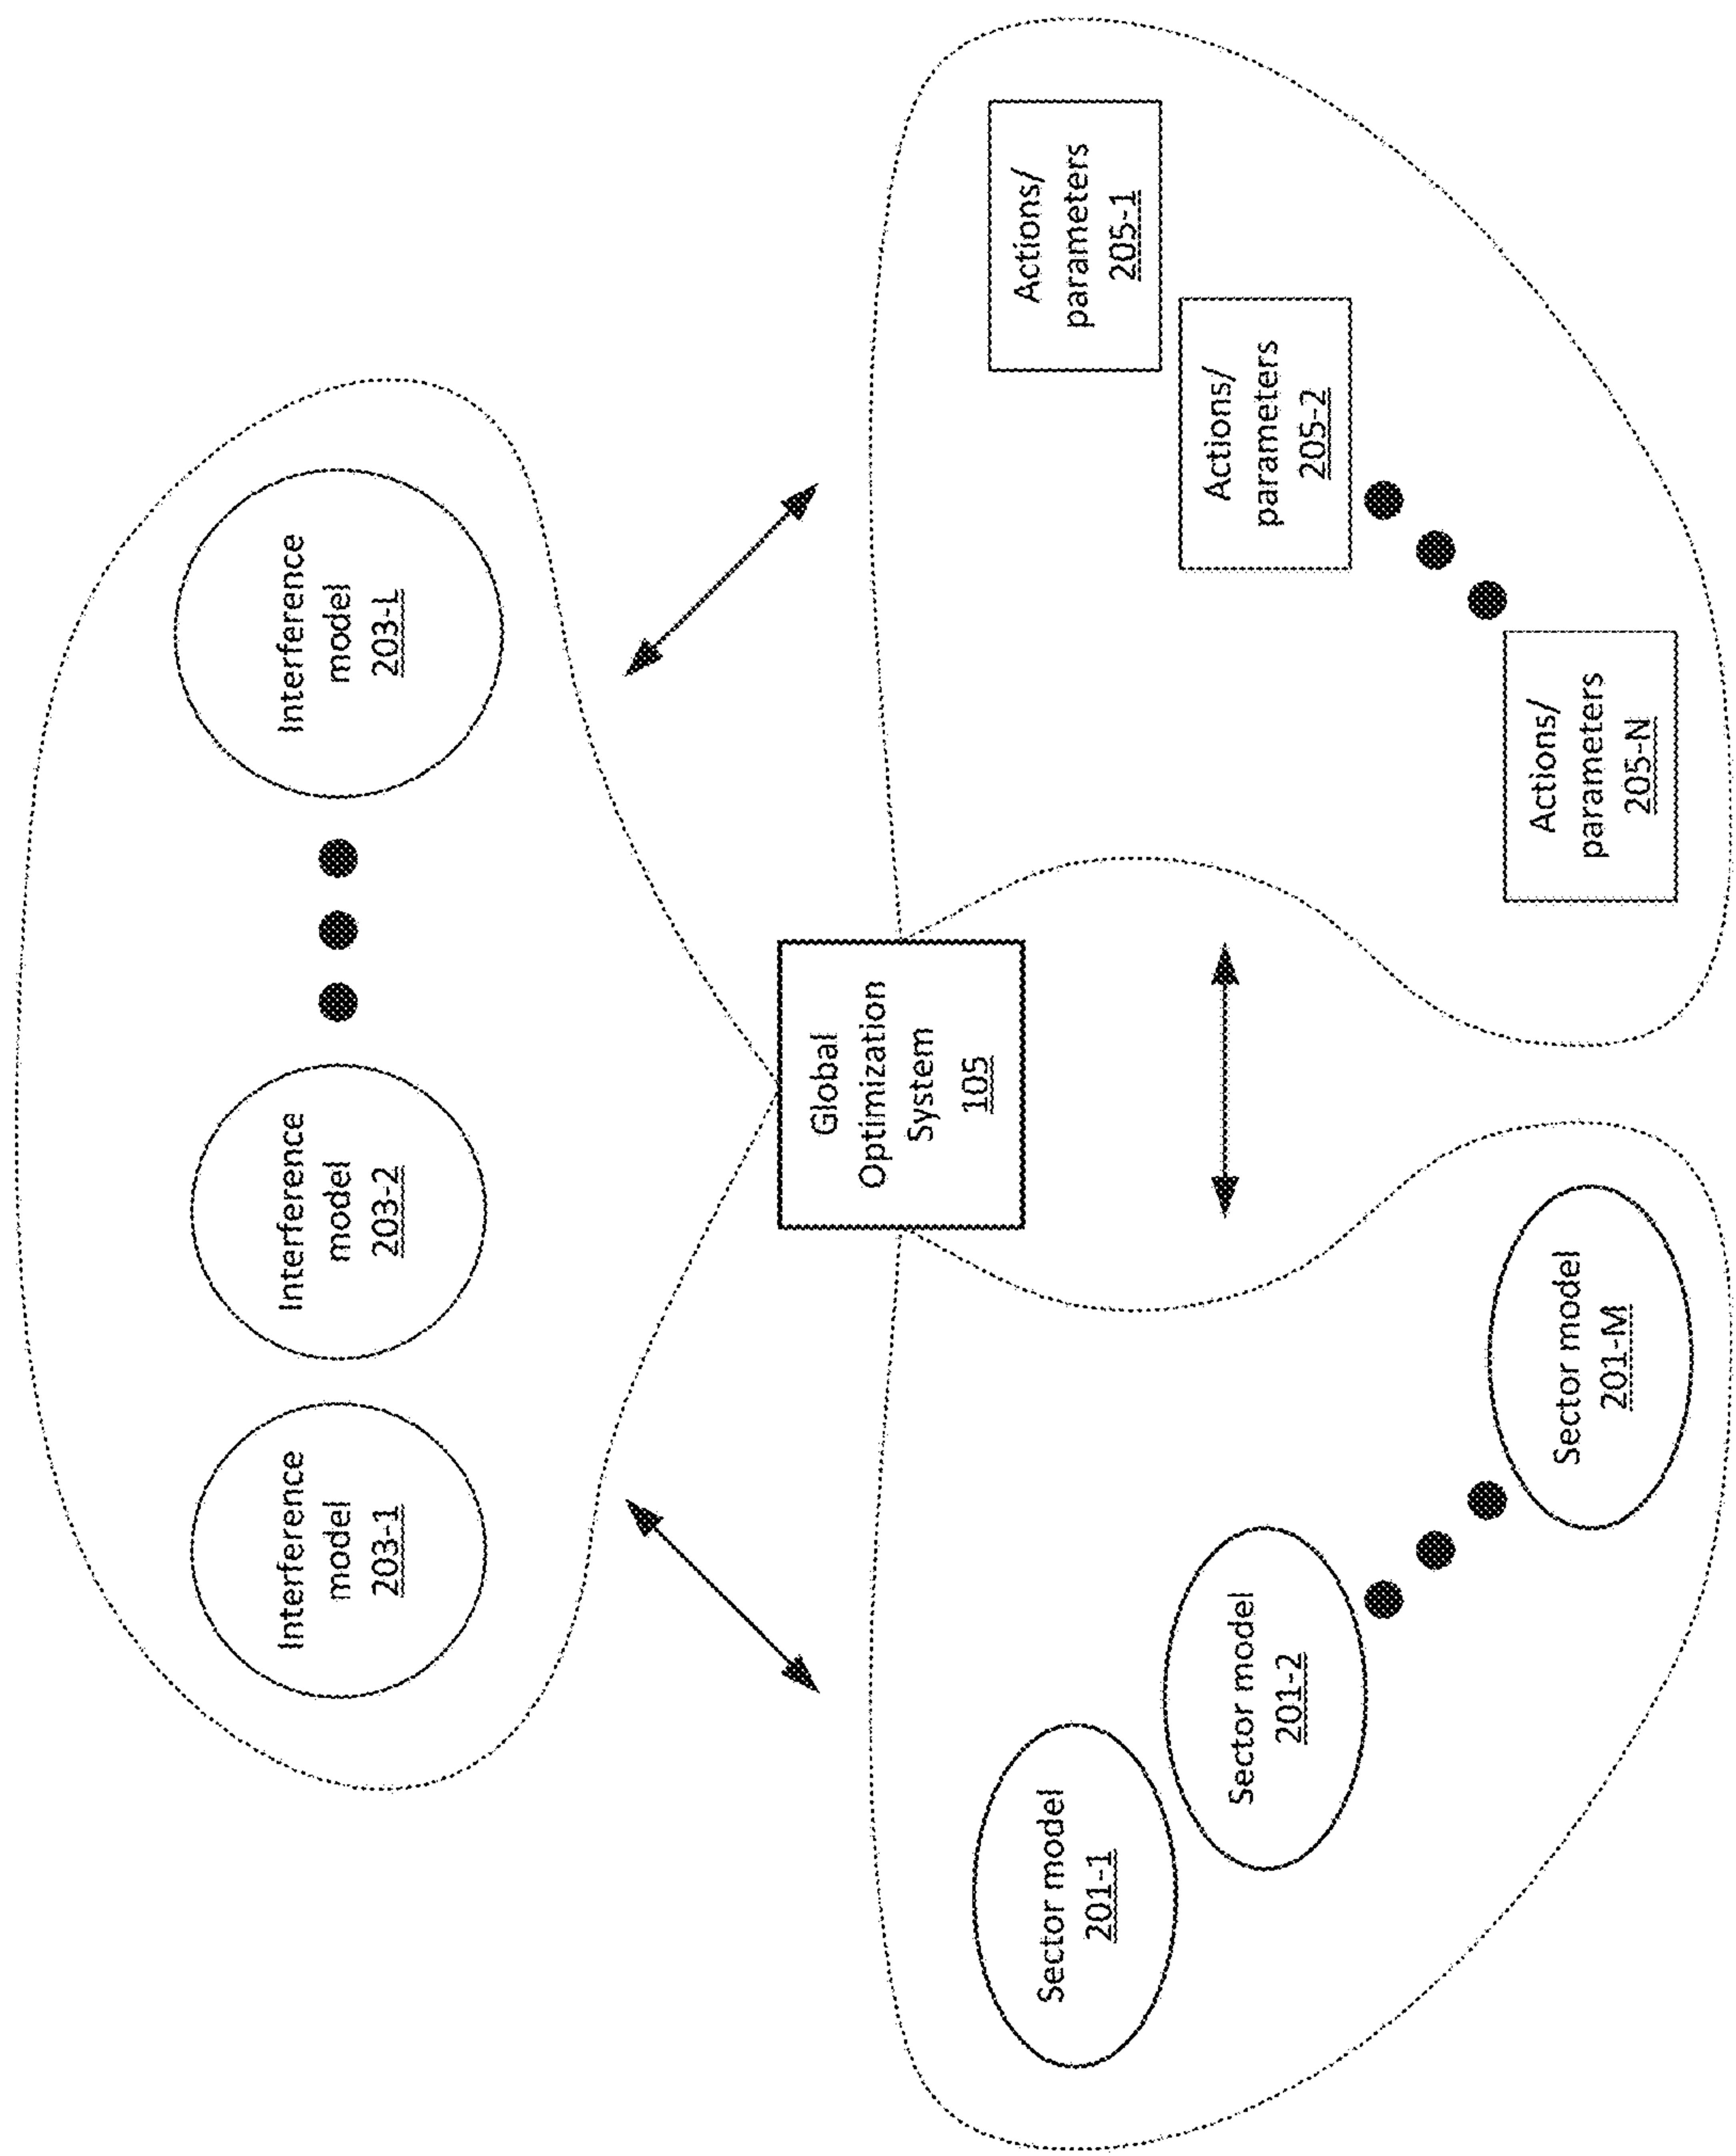 Interference
model
203-1
Interference
model
203-2
Interference
model
203-L
Global
Optimization
System
105
Sector model
201-1
Sector model
201-2
Sector model
201-M
Actions/
parameters
205-1
Actions/
parameters
205-2
Actions/
parameters
205-N